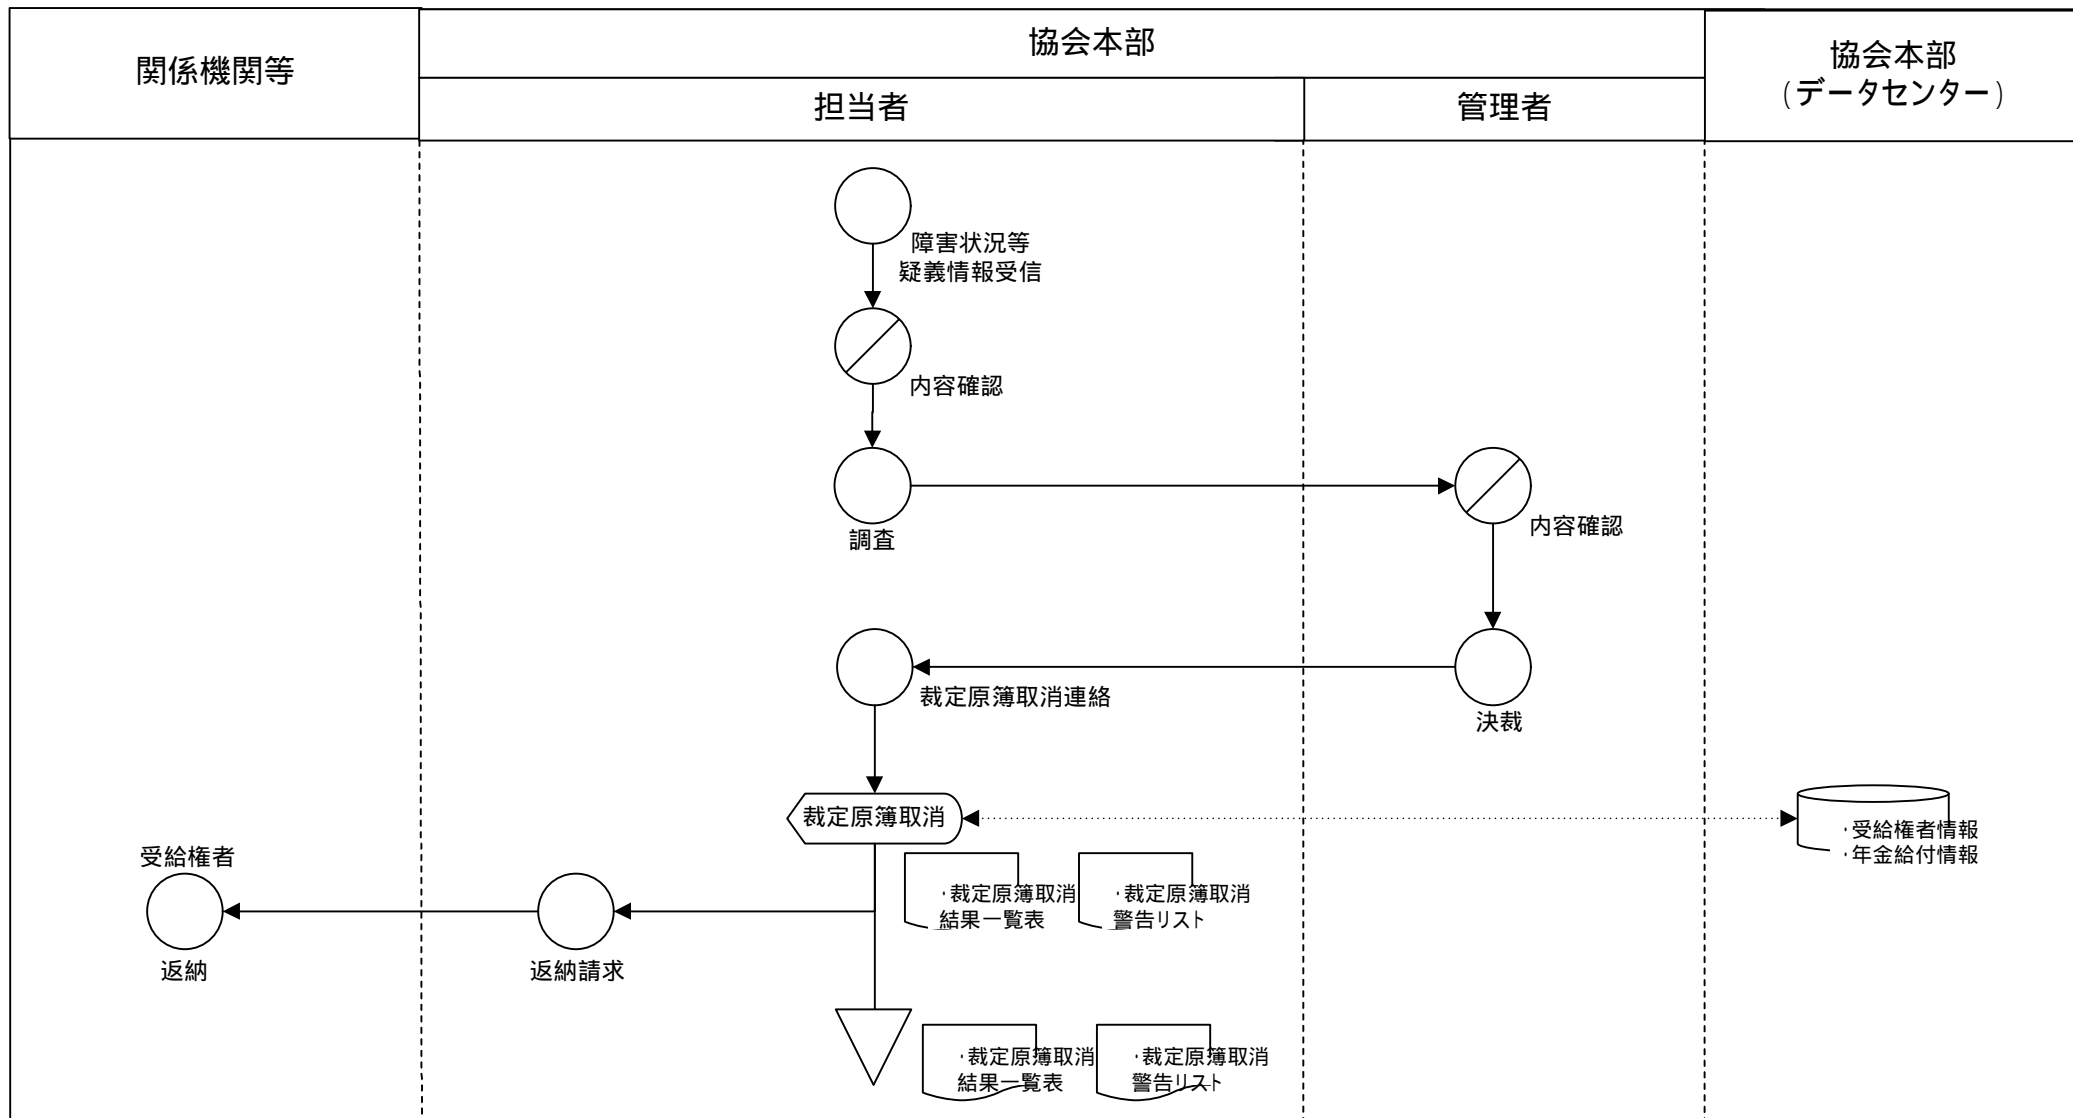 関係機関等
協会本部
担当者
管理者
協会本部
(データセンター)
障害状況等
疑義情報受信
内容確認
調査
内容確認
裁定原簿取消連絡
決裁
裁定原簿取消
・受給権者情報
・年金給付情報
受給権者
・裁定原簿取消
結果一覧表
・裁定原簿取消
警告リスト
返納
返納請求
・裁定原簿取消
結果一覧表
・裁定原簿取消
警告リスト